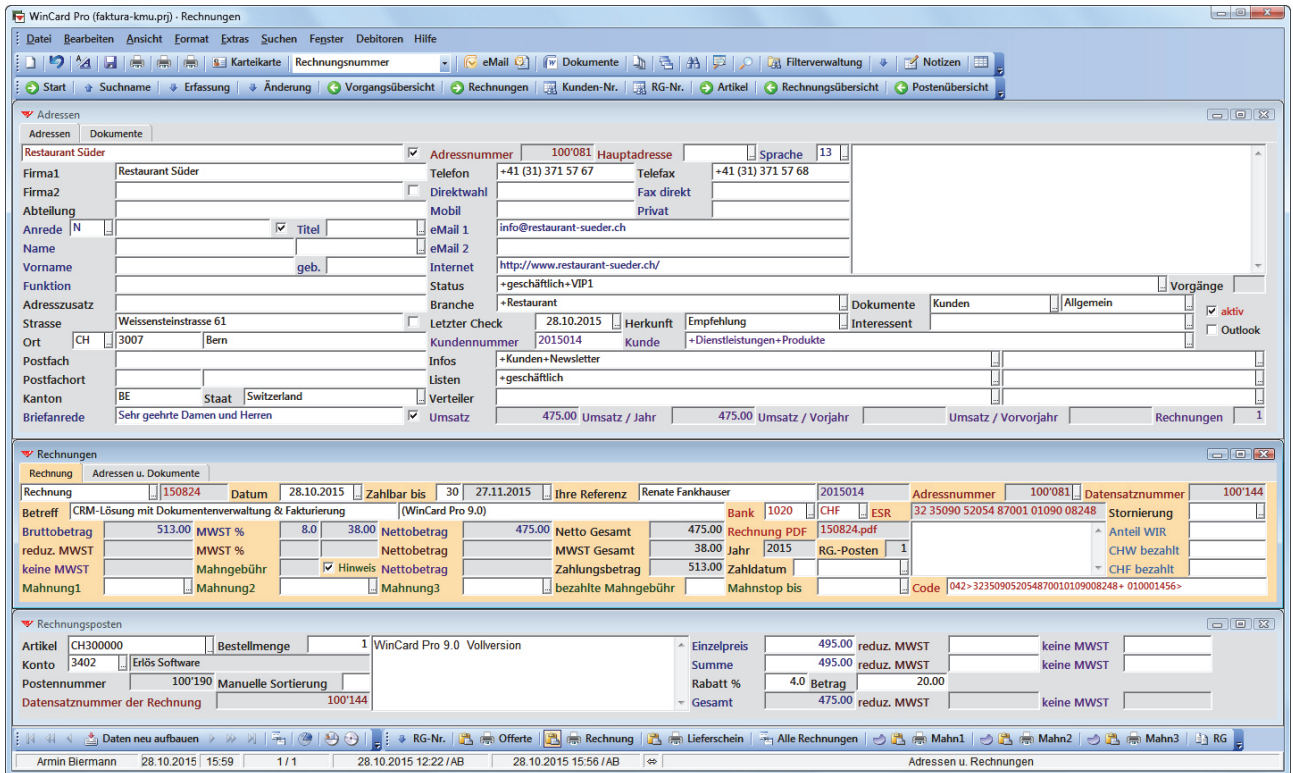 WinCard Pro (faktura-kmu.prj) - Rechnungen
Datei Bearbeiten Ansicht Format Extras Suchen Fenster Debitoren Hilfe
Karteikarte Rechnungsnummer eMail Dokumente Filterverwaltung Notizen
Start Suchname Erfassung Änderung Vorgangsübersicht Rechnungen Kunden-Nr. RG-Nr. Artikel Rechnungsübersicht Postenübersicht
Adressen
Adressen Dokumente
Restaurant Süder Adressnummer 100'081 Hauptadresse Sprache 13
Firma1 Restaurant Süder Telefon +41 (31) 371 57 67 Telefax +41 (31) 371 57 68
Firma2 Direktwahl Fax direkt
Abteilung Mobil Privat
Anrede N Titel eMail 1 info@restaurant-sueder.ch
Name eMail 2
Vorname geb. Internet http://www.restaurant-sueder.ch/
Funktion Status +geschäftlich+VIP1 Vorgänge
Adresszusatz Branche +Restaurant Dokumente Kunden Allgemein aktiv
Strasse Weissensteinstrasse 61 Letzter Check 28.10.2015 Herkunft Empfehlung Interessent Outlook
Ort CH 3007 Bern Kundennummer 2015014 Kunde +Dienstleistungen+Produkte
Postfach Infos +Kunden+Newsletter
Postfachort Listen +geschäftlich
Kanton BE Staat Switzerland Verteiler
Briefanrede Sehr geehrte Damen und Herren Umsatz 475.00 Umsatz / Jahr 475.00 Umsatz / Vorjahr Umsatz / Vorvorjahr Rechnungen 1
Rechnungen
Rechnung Adressen u. Dokumente
Rechnung 150824 Datum 28.10.2015 Zahlbar bis 30 27.11.2015 Ihre Referenz Renate Fankhauser 2015014 Adressnummer 100'081 Datensatznummer 100'144
Betreff CRM-Lösung mit Dokumentenverwaltung & Fakturierung (WinCard Pro 9.0) Bank 1020 CHF ESR 32 35090 52054 87001 01090 08248 Stornierung
Bruttobetrag 513.00 MWST % 8.0 38.00 Nettobetrag 475.00 Netto Gesamt 475.00 Rechnung PDF 150824.pdf Anteil WIR
reduz. MWST MWST % Nettobetrag MWST Gesamt 38.00 Jahr 2015 RG.-Posten 1 CHW bezahlt
keine MWST Mahngebühr Hinweis Nettobetrag Zahlungsbetrag 513.00 Zahldatum CHF bezahlt
Mahnung1 Mahnung2 Mahnung3 bezahlte Mahngebühr Mahnstop bis Code 042>323509052054870010109008248+ 010001456>
Rechnungsposten
Artikel CH300000 Bestellmenge 1 WinCard Pro 9.0 Vollversion Einzelpreis 495.00 reduz. MWST keine MWST
Konto 3402 Erlös Software Summe 495.00 reduz. MWST keine MWST
Postennummer 100'190 Manuelle Sortierung Rabatt % 4.0 Betrag 20.00
Datensatznummer der Rechnung 100'144 Gesamt 475.00 reduz. MWST keine MWST
Daten neu aufbauen RG-Nr. Offerte Rechnung Lieferschein Alle Rechnungen Mahn1 Mahn2 Mahn3 RG
Armin Biermann 28.10.2015 15:59 1 / 1 28.10.2015 12:22 / AB 28.10.2015 15:56 / AB Adressen u. Rechnungen